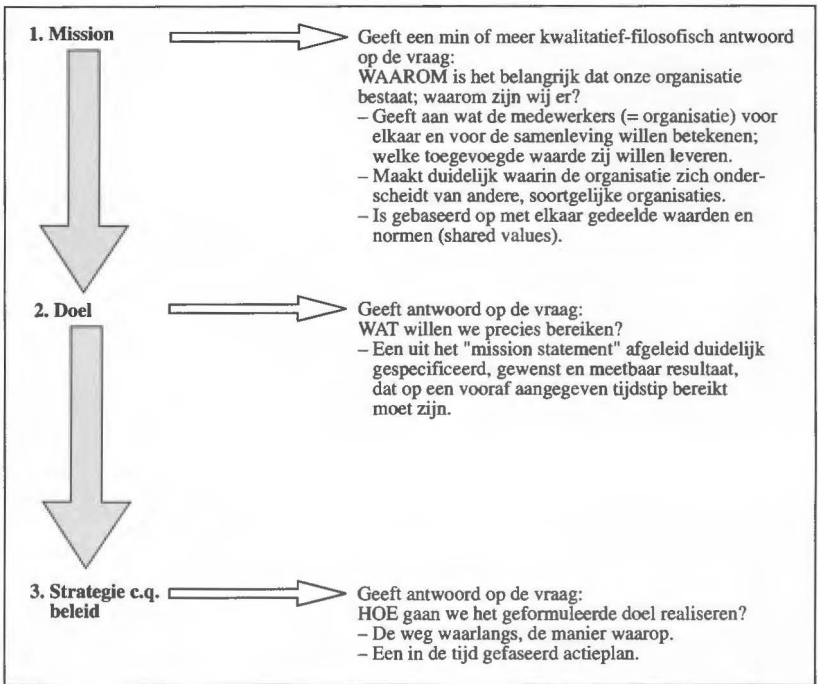 1. Mission
Geeft een min of meer kwalitatief-filosofisch antwoord
op de vraag:
WAAROM is het belangrijk dat onze organisatie
bestaat; waarom zijn wij er?
– Geeft aan wat de medewerkers (= organisatie) voor
elkaar en voor de samenleving willen betekenen;
welke toegevoegde waarde zij willen leveren.
– Maakt duidelijk waarin de organisatie zich onder-
scheidt van andere, soortgelijke organisaties.
– Is gebaseerd op met elkaar gedeelde waarden en
normen (shared values).
2. Doel
Geeft antwoord op de vraag:
WAT willen we precies bereiken?
– Een uit het "mission statement" afgeleid duidelijk
gespecificeerd, gewenst en meetbaar resultaat,
dat op een vooraf aangegeven tijdstip bereikt
moet zijn.
3. Strategie c.q.
beleid
Geeft antwoord op de vraag:
HOE gaan we het geformuleerde doel realiseren?
– De weg waarlangs, de manier waarop.
– Een in de tijd gefaseerd actieplan.